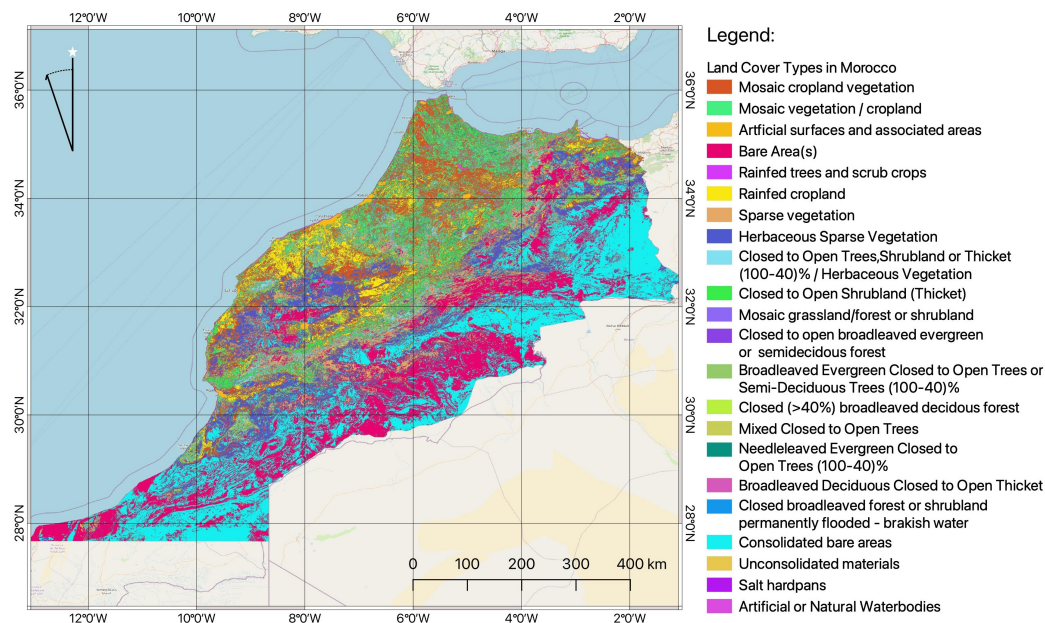 12°0'W 10°0'W 8°0'W 6°0'W 4°0'W 2°0'W
36°0'N 36°0'N
34°0'N 34°0'N
32°0'N 32°0'N
30°0'N 30°0'N
28°0'N 28°0'N
0 100 200 300 400 km
12°0'W 10°0'W 8°0'W 6°0'W 4°0'W 2°0'W
Legend:
Land Cover Types in Morocco
Mosaic cropland vegetation
Mosaic vegetation / cropland
Artficial surfaces and associated areas
Bare Area(s)
Rainfed trees and scrub crops
Rainfed cropland
Sparse vegetation
Herbaceous Sparse Vegetation
Closed to Open Trees,Shrubland or Thicket
(100-40)% / Herbaceous Vegetation
Closed to Open Shrubland (Thicket)
Mosaic grassland/forest or shrubland
Closed to open broadleaved evergreen
or semidecidous forest
Broadleaved Evergreen Closed to Open Trees or
Semi-Deciduous Trees (100-40)%
Closed (>40%) broadleaved decidous forest
Mixed Closed to Open Trees
Needleleaved Evergreen Closed to
Open Trees (100-40)%
Broadleaved Deciduous Closed to Open Thicket
Closed broadleaved forest or shrubland
permanently flooded - brakish water
Consolidated bare areas
Unconsolidated materials
Salt hardpans
Artificial or Natural Waterbodies